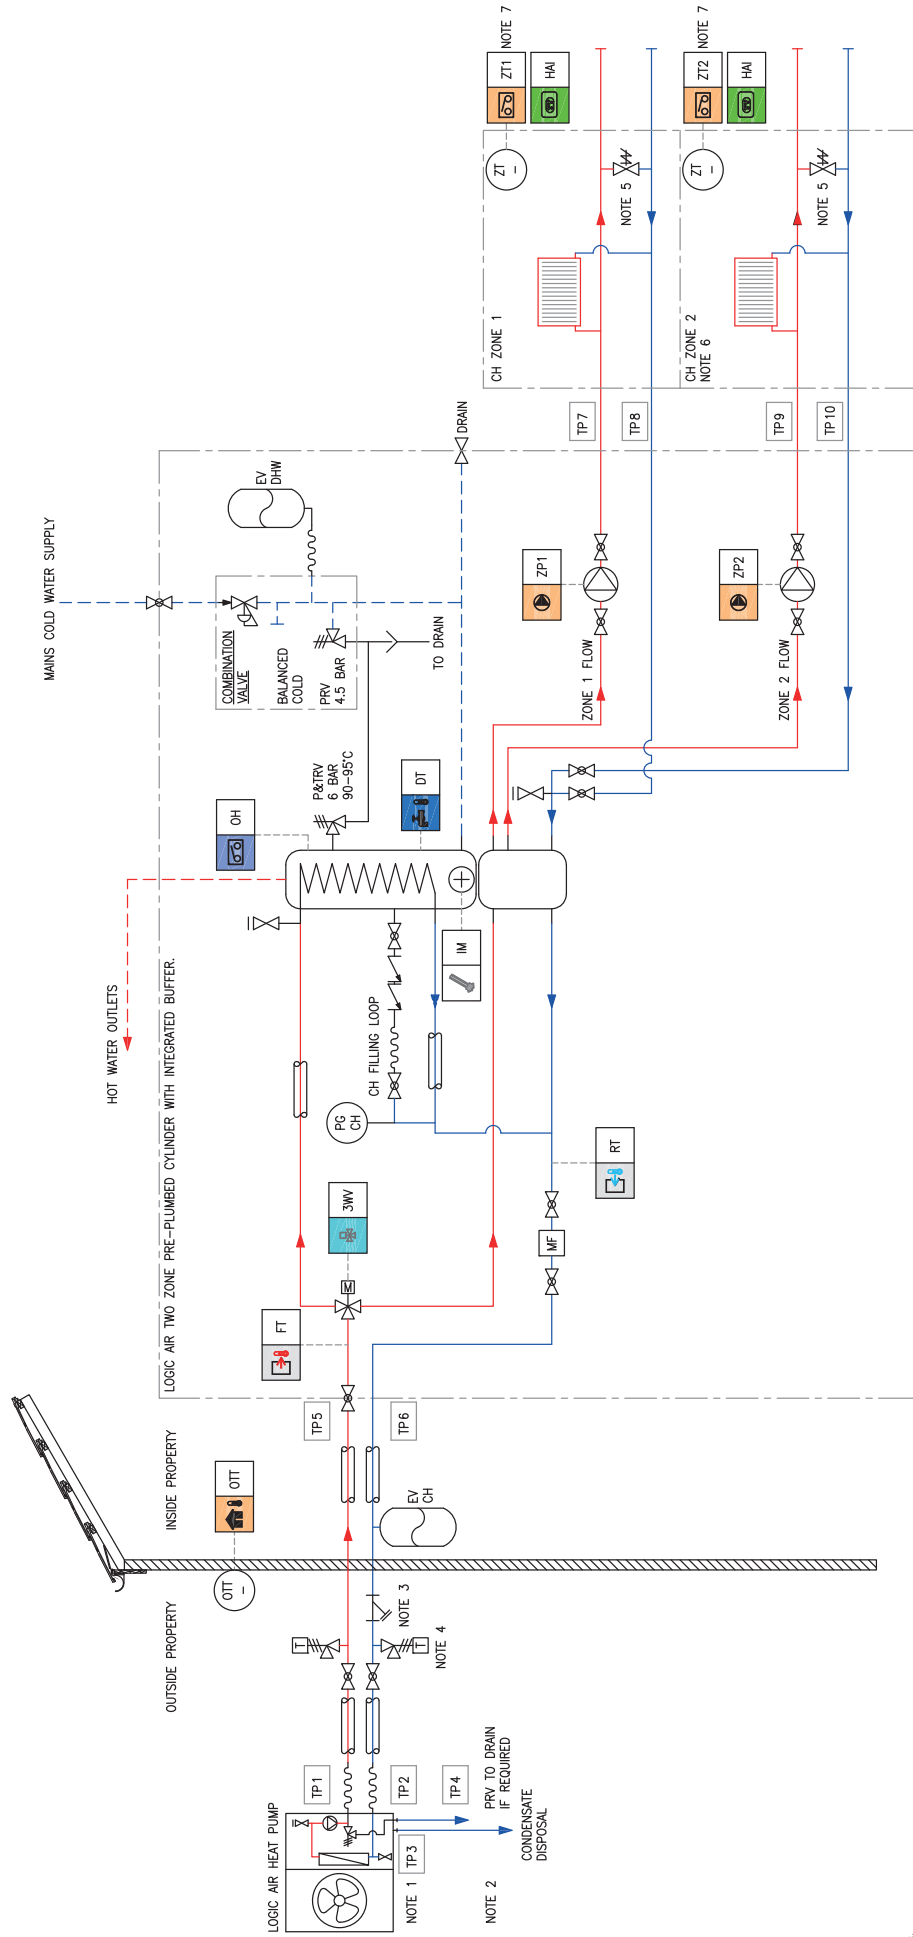 LOGIC AIR HEAT PUMP
NOTE 1
NOTE 2
TP3
TP1
TP2
TP4
PRV TO DRAIN
IF REQUIRED
CONDENSATE
DISPOSAL
OUTSIDE PROPERTY
T
T
NOTE 4
NOTE 3
OTT
OTT
INSIDE PROPERTY
EV
CH
TP5
TP6
LOGIC AIR TWO ZONE PRE-PLUMBED CYLINDER WITH INTEGRATED BUFFER.
FT
M
3WV
MF
RT
PG
CH
CH FILLING LOOP
HOT WATER OUTLETS
IM
OH
DT
P&TRV
6 BAR
90-95°C
MAINS COLD WATER SUPPLY
COMBINATION
VALVE
BALANCED
COLD
PRV
4.5 BAR
TO DRAIN
EV
DHW
DRAIN
ZONE 1 FLOW
ZP1
ZONE 2 FLOW
ZP2
TP7
TP8
TP9
TP10
CH ZONE 1
CH ZONE 2
NOTE 6
NOTE 5
NOTE 5
ZT
ZT1
NOTE 7
HAI
ZT
ZT2
NOTE 7
HAI